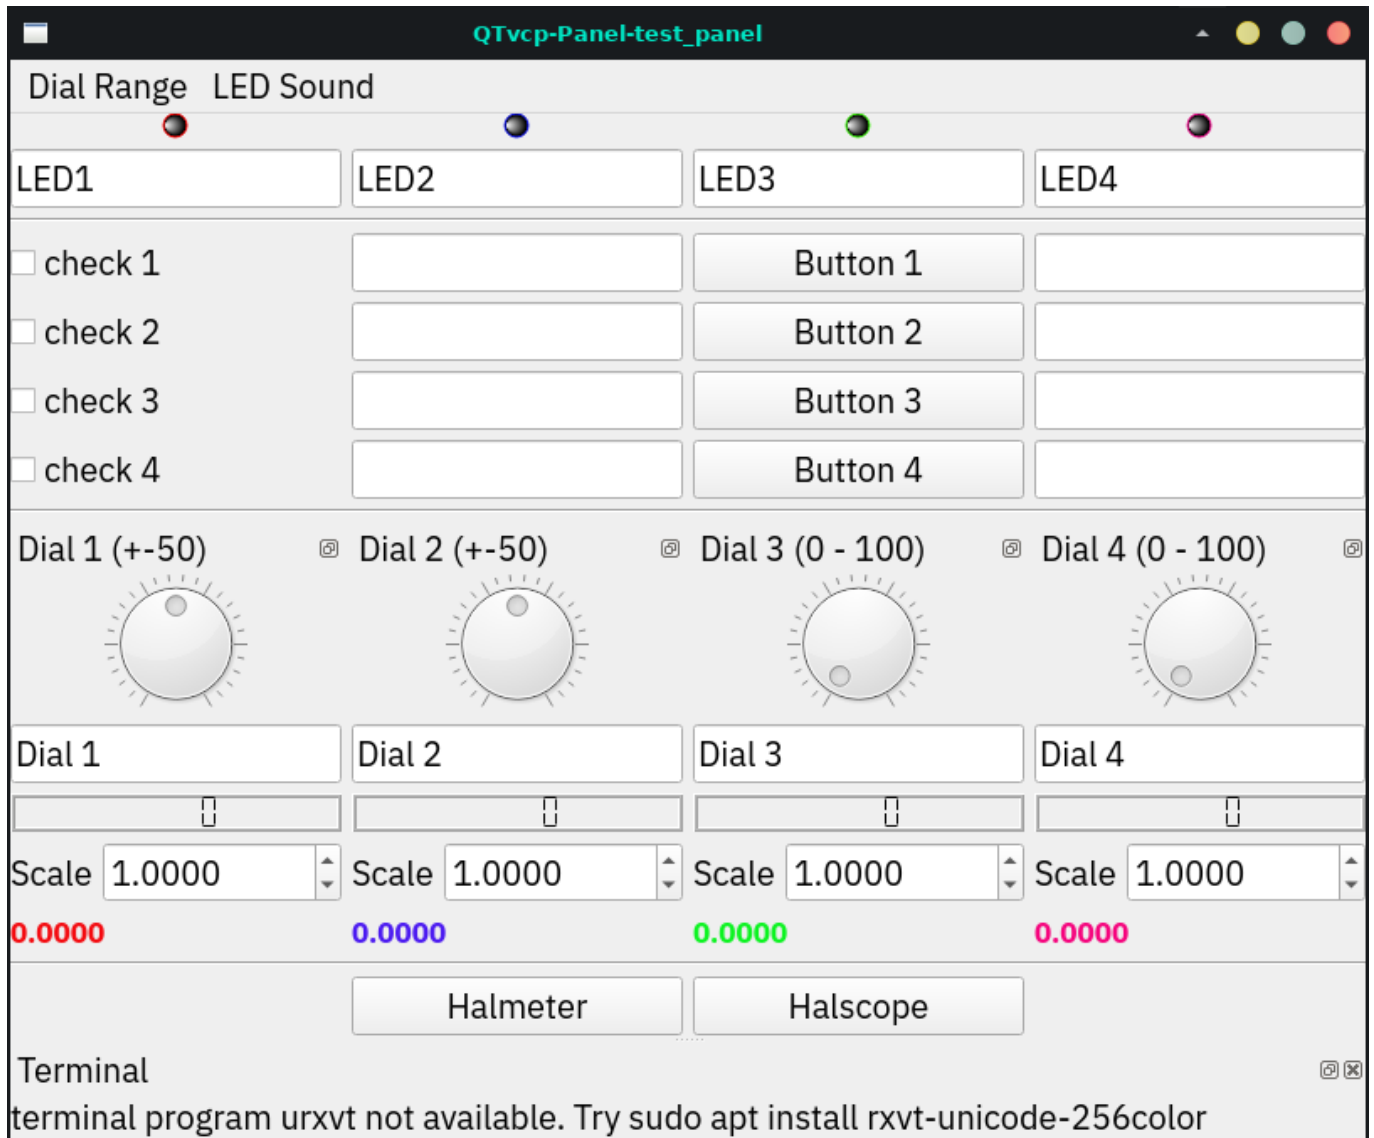 QTvcp-Panel-test_panel
Dial Range LED Sound
LED1 LED2 LED3 LED4
check 1 Button 1
check 2 Button 2
check 3 Button 3
check 4 Button 4
Dial 1 (+-50) Dial 2 (+-50) Dial 3 (0 - 100) Dial 4 (0 - 100)
Dial 1 Dial 2 Dial 3 Dial 4
0 0 0 0
Scale 1.0000 Scale 1.0000 Scale 1.0000 Scale 1.0000
0.0000 0.0000 0.0000 0.0000
Halmeter Halscope
Terminal
terminal program urxvt not available. Try sudo apt install rxvt-unicode-256color